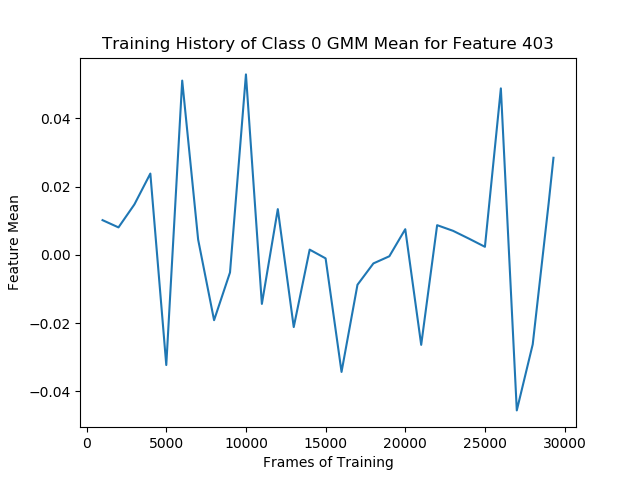 Training History of Class 0 GMM Mean for Feature 403
0.04
0.02
0.00
−0.02
−0.04
Feature Mean
0 5000 10000 15000 20000 25000 30000
Frames of Training